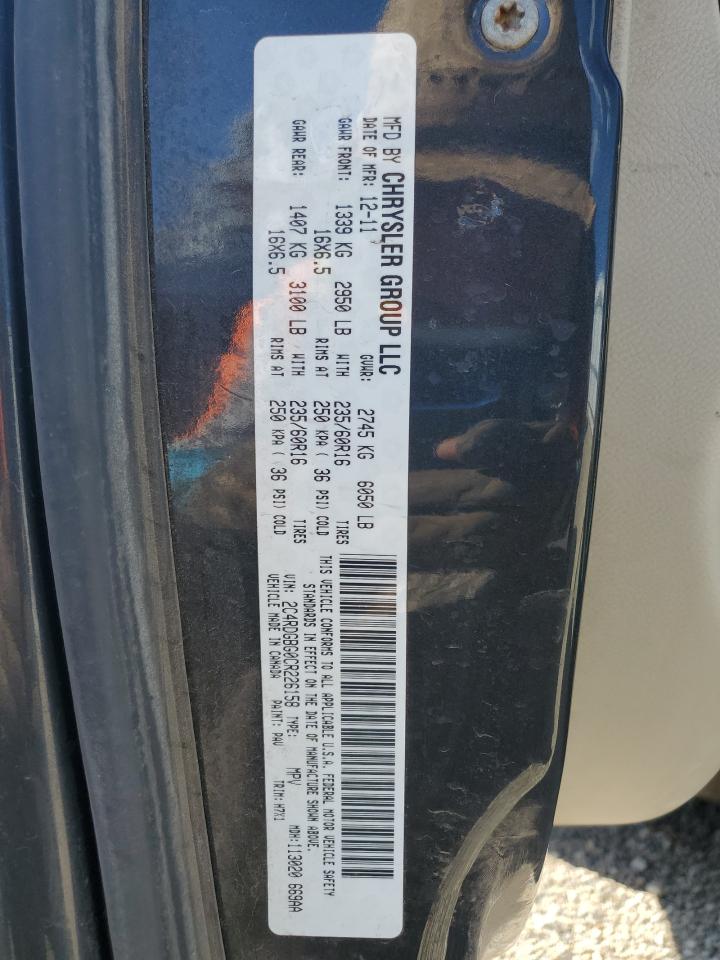 MFD BY CHRYSLER GROUP LLC
DATE OF MFR: 12-11 GVWR: 2745 KG 6050 LB
GAWR FRONT: 1339 KG 2950 LB WITH 235/60R16 TIRES
16X6.5 RIMS AT 250 KPA ( 36 PSI) COLD
GAWR REAR: 1407 KG 3100 LB WITH 235/60R16 TIRES
16X6.5 RIMS AT 250 KPA ( 36 PSI) COLD
THIS VEHICLE CONFORMS TO ALL APPLICABLE U.S.A. FEDERAL MOTOR VEHICLE SAFETY
STANDARDS IN EFFECT ON THE DATE OF MANUFACTURE SHOWN ABOVE.
VIN: 2C4RDGBG0CR226158 TYPE: MPV MDH:113020 669AA
VEHICLE MADE IN CANADA PAINT: PAV TRIM:M7X1